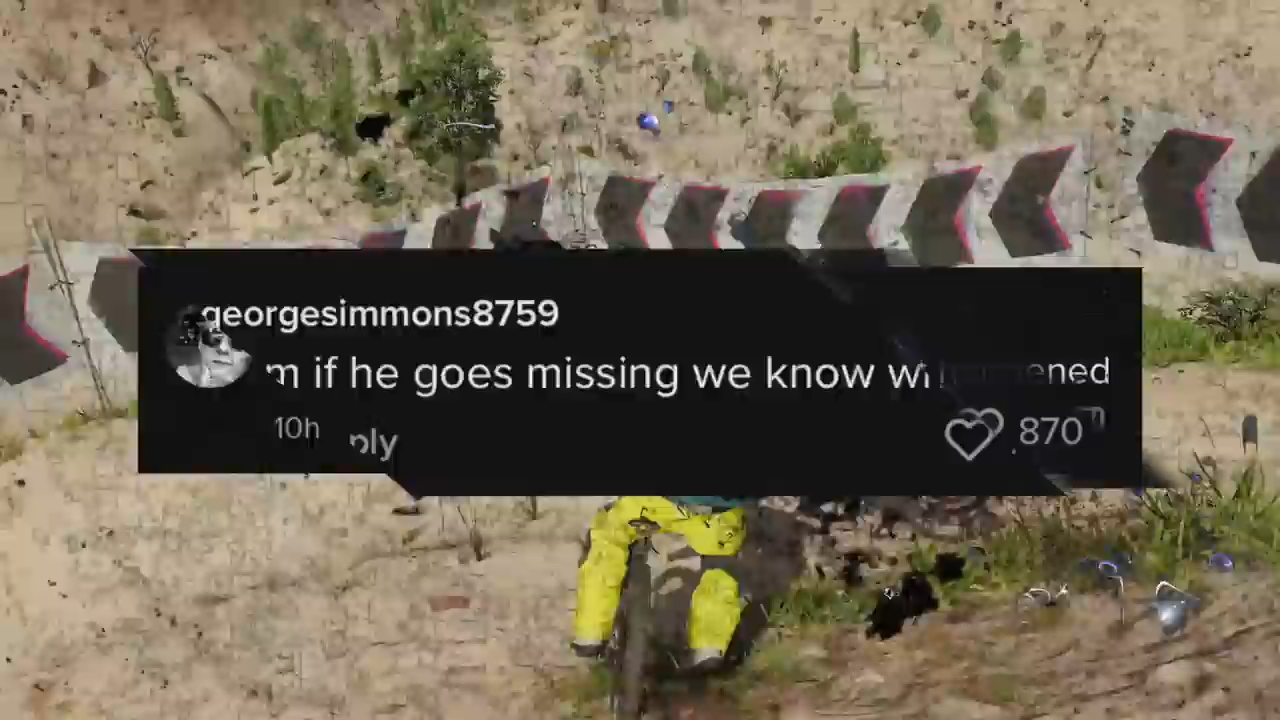 georgesimmons8759
m if he goes missing we know
10h
870